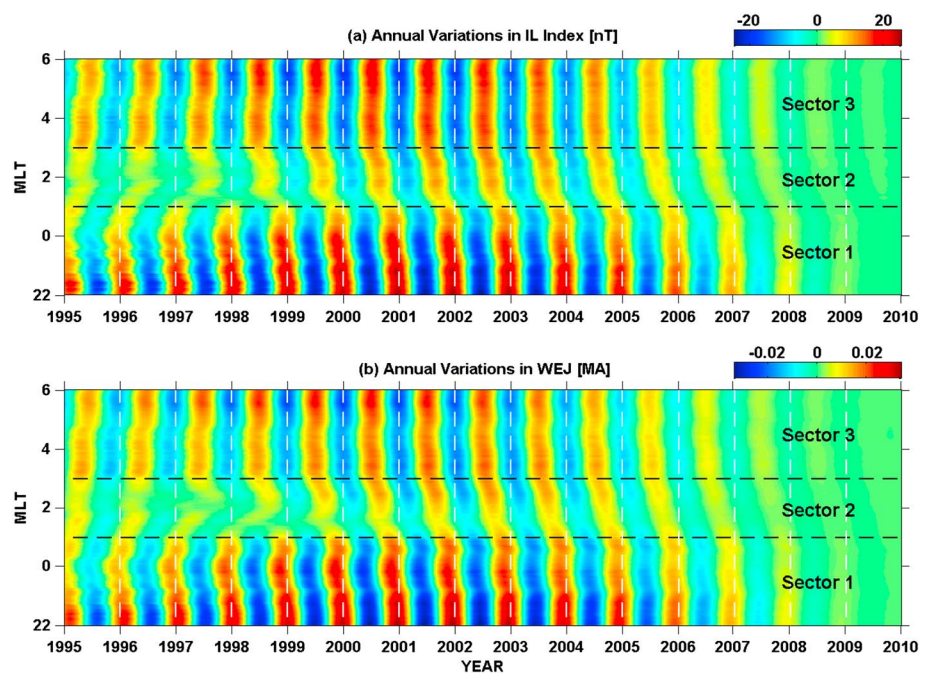 (a) Annual Variations in IL Index [nT]
-20 0 20
6
4
2
0
22
MLT
Sector 3
Sector 2
Sector 1
1995 1996 1997 1998 1999 2000 2001 2002 2003 2004 2005 2006 2007 2008 2009 2010
(b) Annual Variations in WEJ [MA]
-0.02 0 0.02
6
4
2
0
22
MLT
Sector 3
Sector 2
Sector 1
1995 1996 1997 1998 1999 2000 2001 2002 2003 2004 2005 2006 2007 2008 2009 2010
YEAR